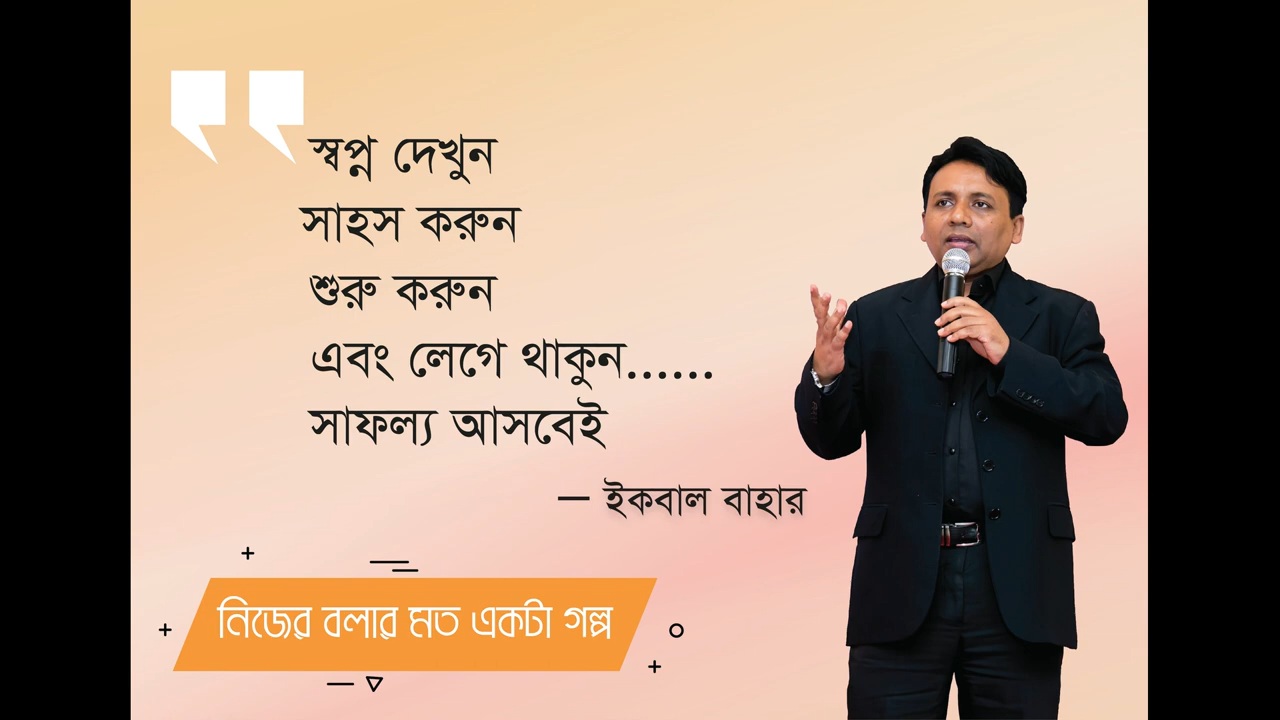 স্বপ্ন দেখুন
সাহস করুন
শুরু করুন
এবং লেগে থাকুন......
সাফল্য আসবেই
— ইকবাল বাহার
নিজের বলার মত একটা গল্প